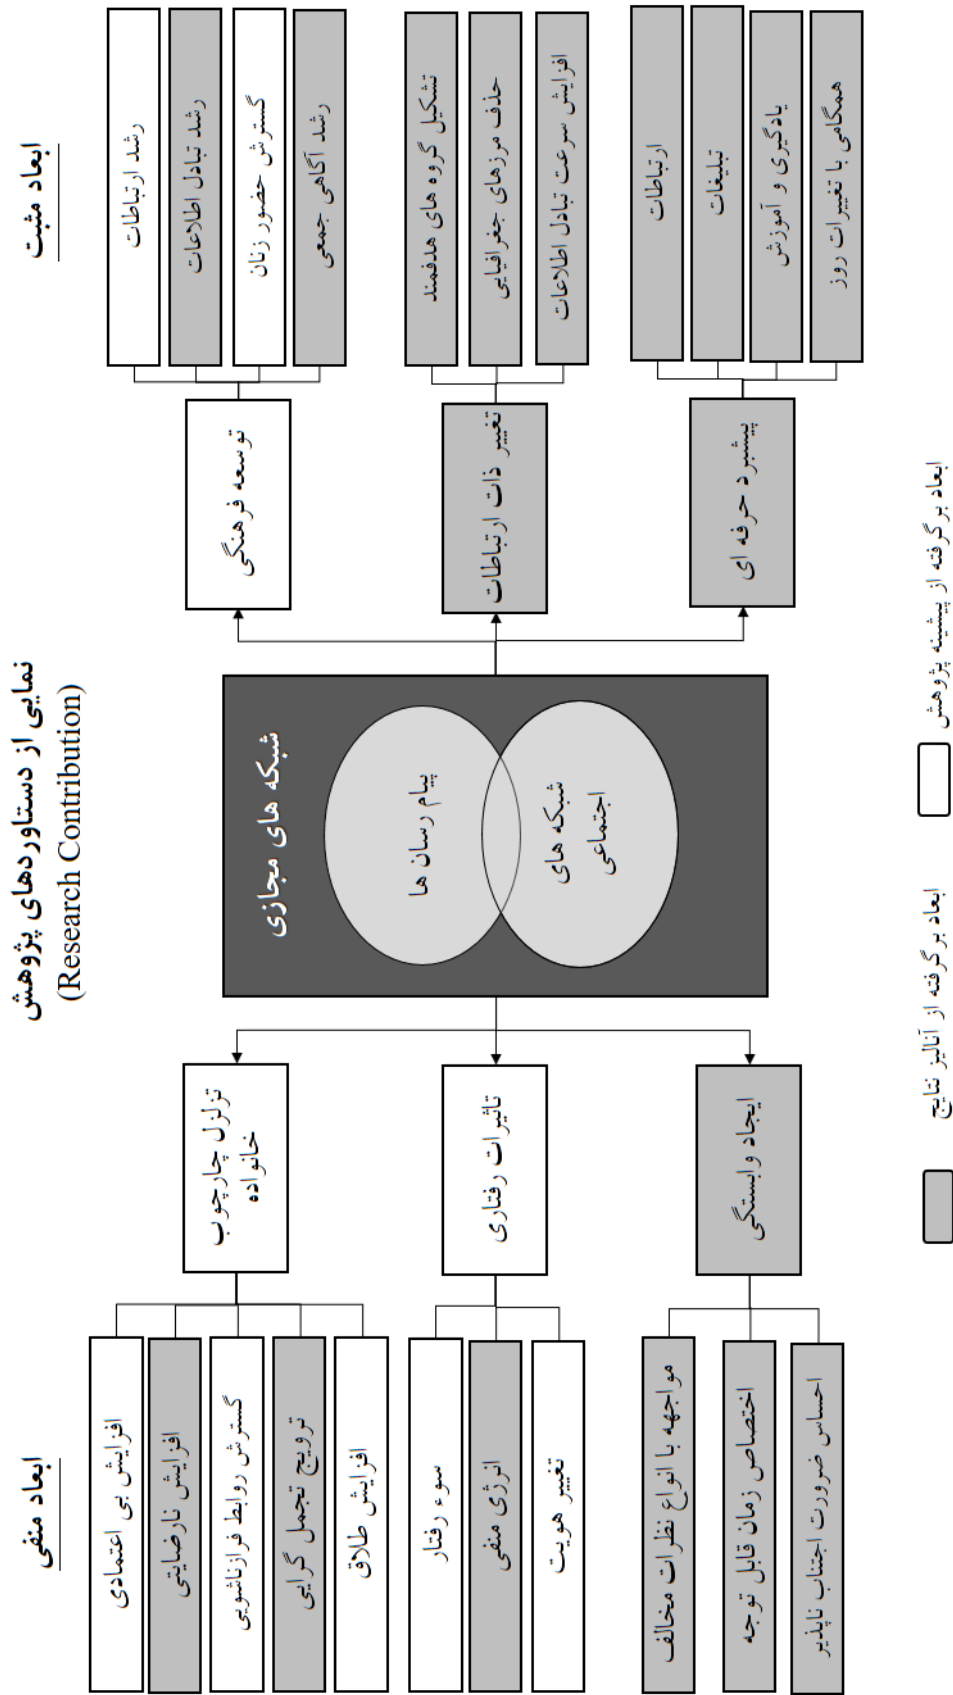 نمایی از دستاوردهای پژوهش
(Research Contribution)
ابعاد مثبت
رشد ارتباطات
رشد تبادل اطلاعات
گسترش حضور زنان
رشد آگاهی جمعی
توسعه فرهنگی
تشکیل گروه های هدفمند
حذف مرزهای جغرافیایی
افزایش سرعت تبادل اطلاعات
تغییر ذات ارتباطات
ارتباطات
تبلیغات
یادگیری و آموزش
همگامی با تغییرات روز
پیشبرد حرفه ای
شبکه های مجازی
پیام رسان ها
شبکه های
اجتماعی
ابعاد منفی
تزلزل چارچوب
خانواده
افزایش بی اعتمادی
افزایش نارضایتی
گسترش روابط فرازناشویی
ترویج تجمل گرایی
افزایش طلاق
تاثیرات رفتاری
سوء رفتار
انرژی منفی
تغییر هویت
ایجاد وابستگی
مواجهه با انواع نظرات مخالف
اختصاص زمان قابل توجه
احساس ضرورت اجتناب ناپذیر
ابعاد برگرفته از پیشینه پژوهش
ابعاد برگرفته از آنالیز نتایج